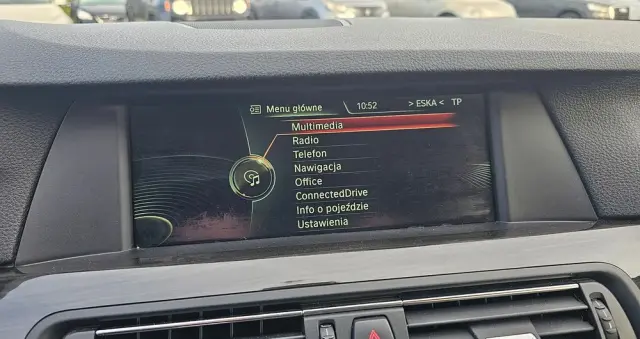 Menu główne 10:52 > ESKA < TP
Multimedia
Radio
Telefon
Nawigacja
Office
ConnectedDrive
Info o pojeździe
Ustawienia